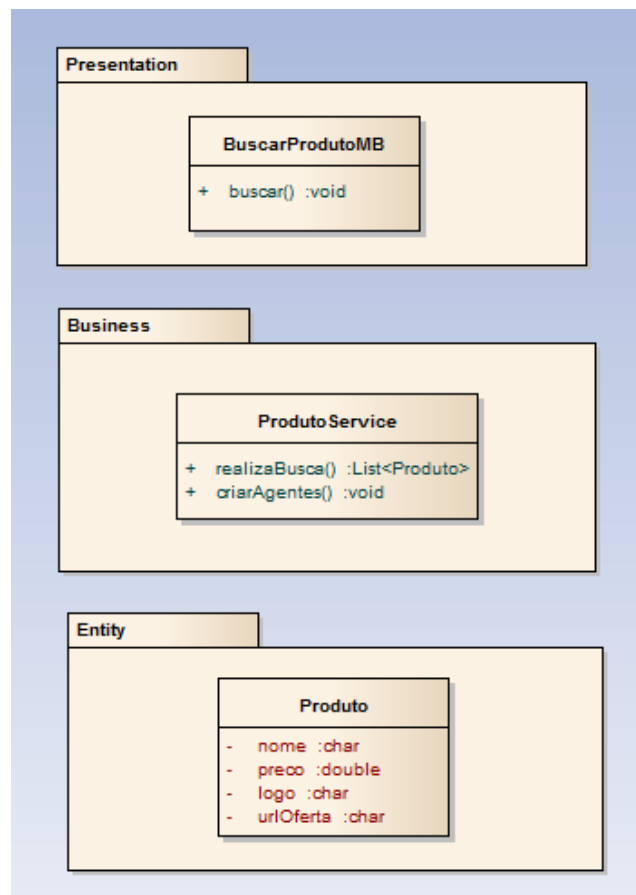 Presentation
BuscarProdutoMB
+ buscar() :void
Business
ProdutoService
+ realizaBusca() :List<Produto>
+ criarAgentes() :void
Entity
Produto
- nome :char
- preco :double
- logo :char
- urlOferta :char